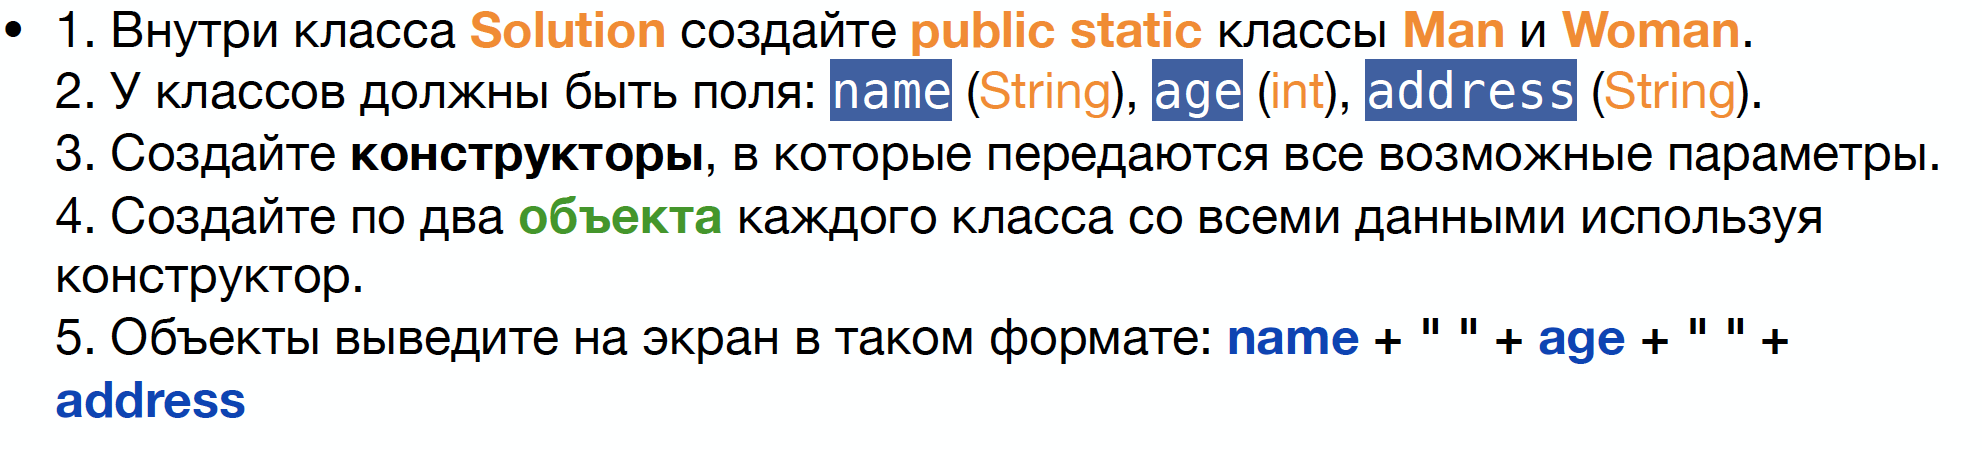 • 1. Внутри класса Solution создайте public static классы Man и Woman.
2. У классов должны быть поля: name (String), age (int), address (String).
3. Создайте конструкторы, в которые передаются все возможные параметры.
4. Создайте по два объекта каждого класса со всеми данными используя
конструктор.
5. Объекты выведите на экран в таком формате: name + " " + age + " " +
address